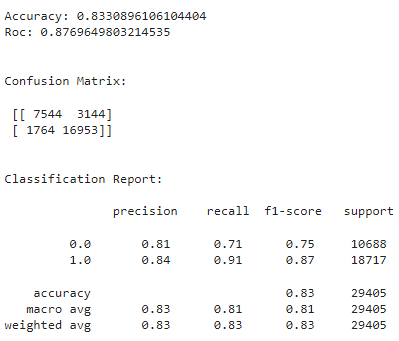 Accuracy: 0.8330896106104404
Roc: 0.8769649803214535
Confusion Matrix:
[[ 7544  3144]
[ 1764 16953]]
Classification Report:
precision    recall  f1-score   support
0.0       0.81      0.71      0.75     10688
1.0       0.84      0.91      0.87     18717
accuracy                           0.83     29405
macro avg       0.83      0.81      0.81     29405
weighted avg       0.83      0.83      0.83     29405